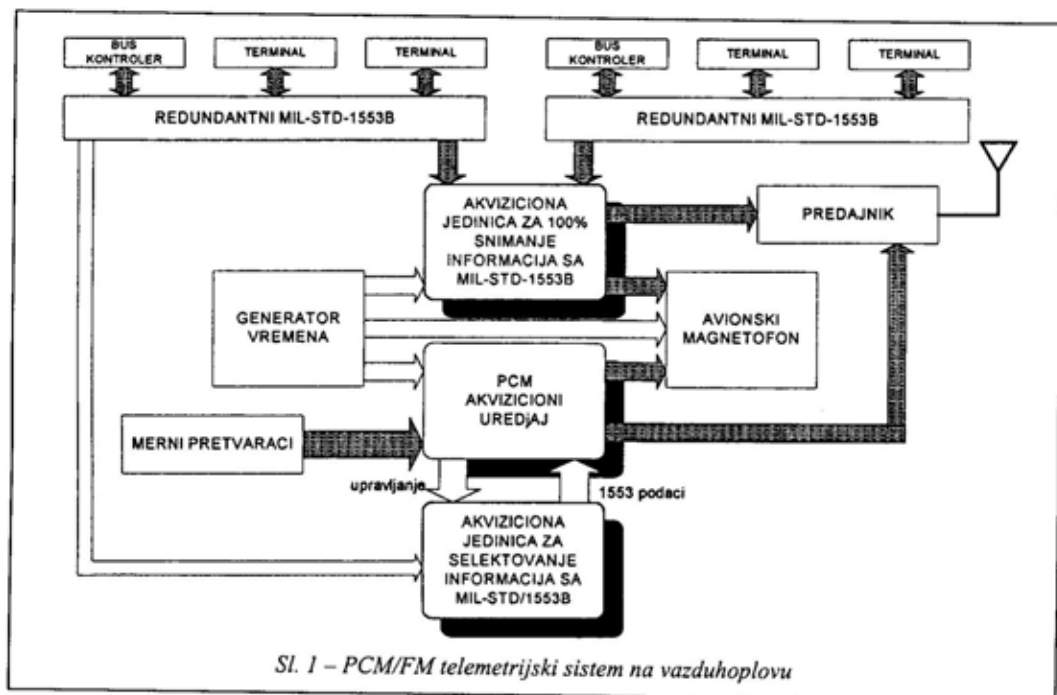 BUS
KONTROLER
TERMINAL
TERMINAL
BUS
KONTROLER
TERMINAL
TERMINAL
REDUNDANTNI MIL-STD-1553B
REDUNDANTNI MIL-STD-1553B
AKVIZICIONA
JEDINICA ZA 100%
SNIMANJE
INFORMACIJA SA
MIL-STD-1553B
PREDAJNIK
GENERATOR
VREMENA
AVIONSKI
MAGNETOFON
PCM
AKVIZICIONI
UREDjAJ
MERNI PRETVARACI
upravljanje
1553 podaci
AKVIZICIONA
JEDINICA ZA
SELEKTOVANJE
INFORMACIJA SA
MIL-STD/1553B
Sl. 1 – PCM/FM telemetrijski sistem na vazduhoplovu